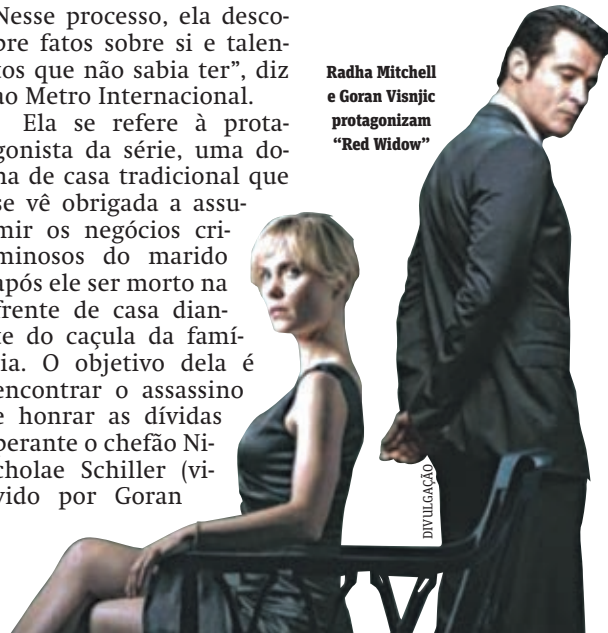 Nesse processo, ela desco-
bre fatos sobre si e talen-
tos que não sabia ter”, diz
ao Metro Internacional.
Ela se refere à prota-
gonista da série, uma do-
na de casa tradicional que
se vê obrigada a assu-
mir os negócios cri-
minosos do marido
após ele ser morto na
frente de casa dian-
te do caçula da famí-
ia. O objetivo dela é
encontrar o assassino
e honrar as dívidas
perante o chefão Ni-
cholae Schiller (vi-
vido por Goran
Radha Mitchell
e Goran Visnjic
protagonizam
“Red Widow”
DIVULGAÇÃO